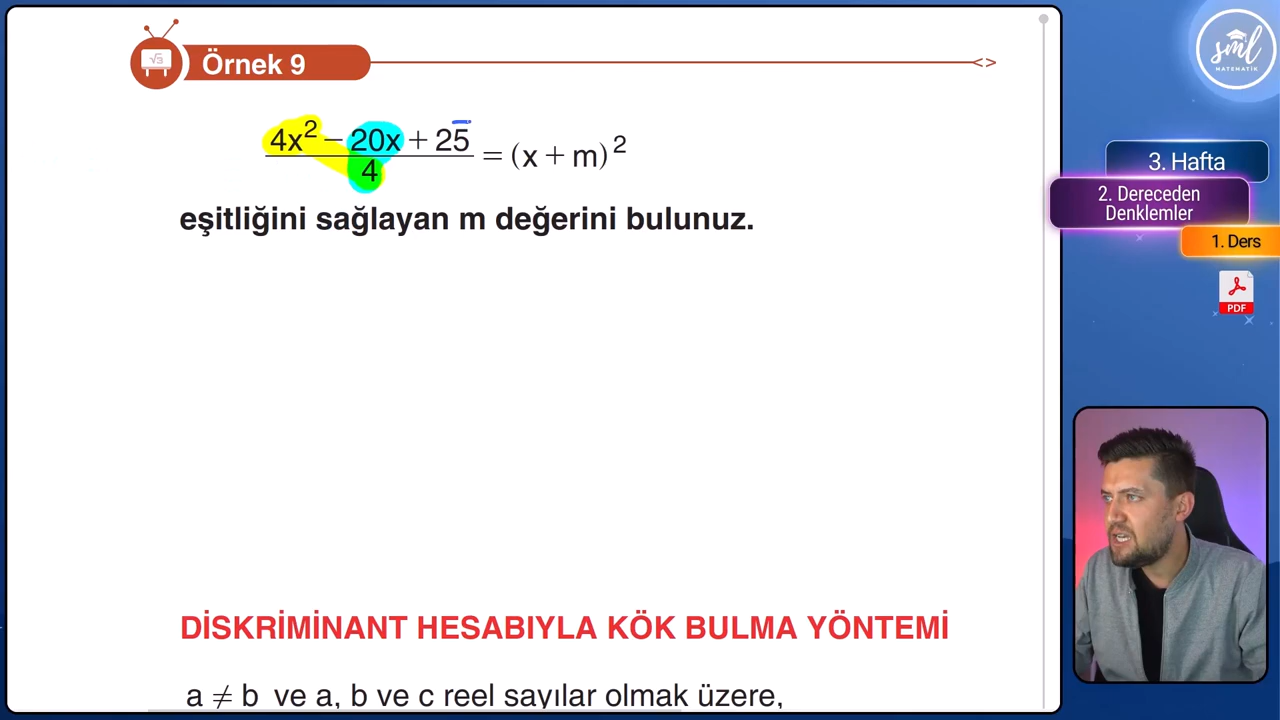 √3
Örnek 9
4x² − 20x + 25
4
= (x + m)²
eşitliğini sağlayan m değerini bulunuz.
DİSKRİMİNANT HESABIYLA KÖK BULMA YÖNTEMİ
a ≠ b ve a, b ve c reel sayılar olmak üzere,
sml
MATEMATİK
3. Hafta
2. Dereceden
Denklemler
1. Ders
PDF